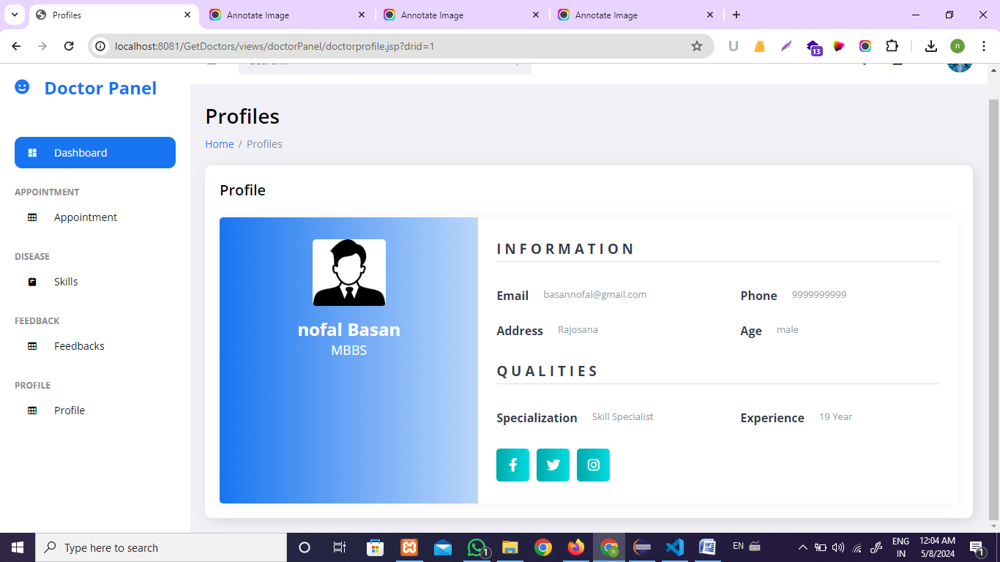 Profiles
Annotate Image
Annotate Image
Annotate Image
localhost:8081/GetDoctors/views/doctorPanel/doctorprofile.jsp?drid=1
U
13
n
Doctor Panel
Dashboard
APPOINTMENT
Appointment
DISEASE
Skills
FEEDBACK
Feedbacks
PROFILE
Profile
Profiles
Home / Profiles
Profile
nofal Basan
MBBS
INFORMATION
Email basannofal@gmail.com Phone 9999999999
Address Rajosana Age male
QUALITIES
Specialization Skill Specialist Experience 19 Year
Type here to search
1
n
EN
ENG
IN
12:04 AM
5/8/2024
1